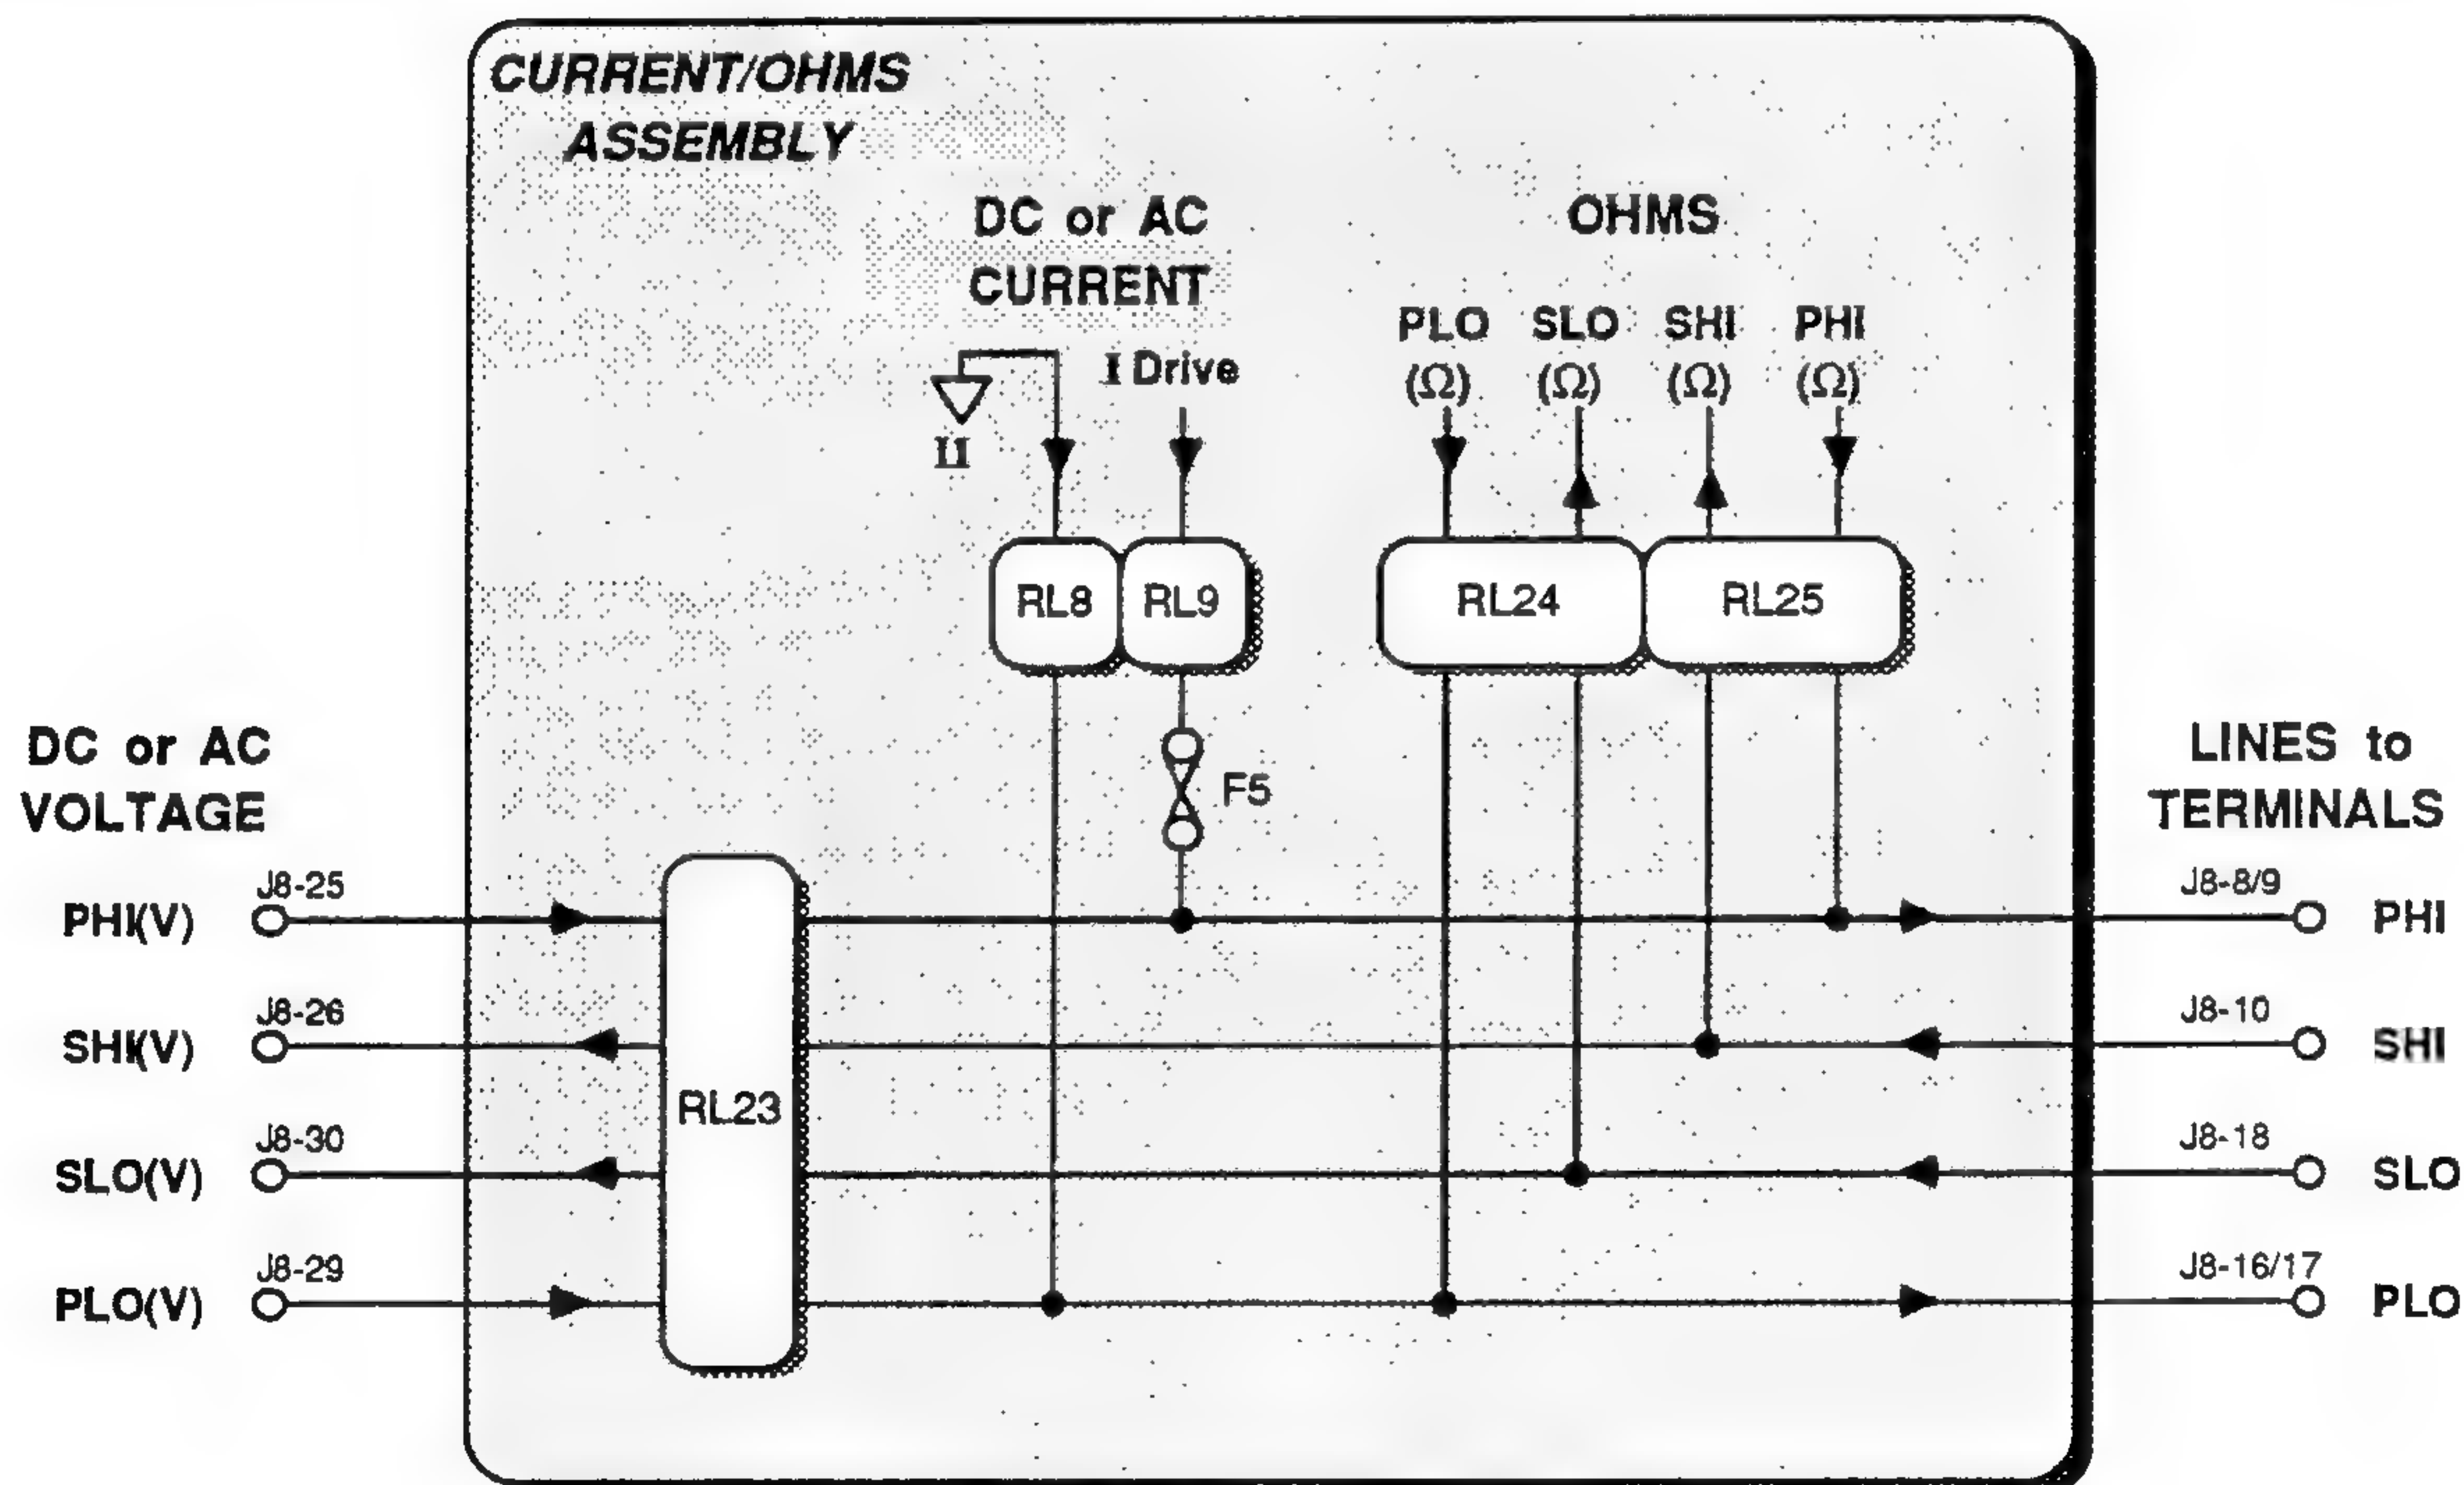 CURRENT/OHMS
ASSEMBLY
DC or AC
CURRENT
OHMS
PLO SLO SHI PHI
(Ω) (Ω) (Ω) (Ω)
I Drive
RL8 RL9
RL24 RL25
F5
DC or AC
VOLTAGE
LINES to
TERMINALS
J8-25
PHI(V)
J8-8/9
PHI
J8-26
SHI(V)
J8-10
SHI
RL23
J8-30
SLO(V)
J8-18
SLO
J8-29
PLO(V)
J8-16/17
PLO